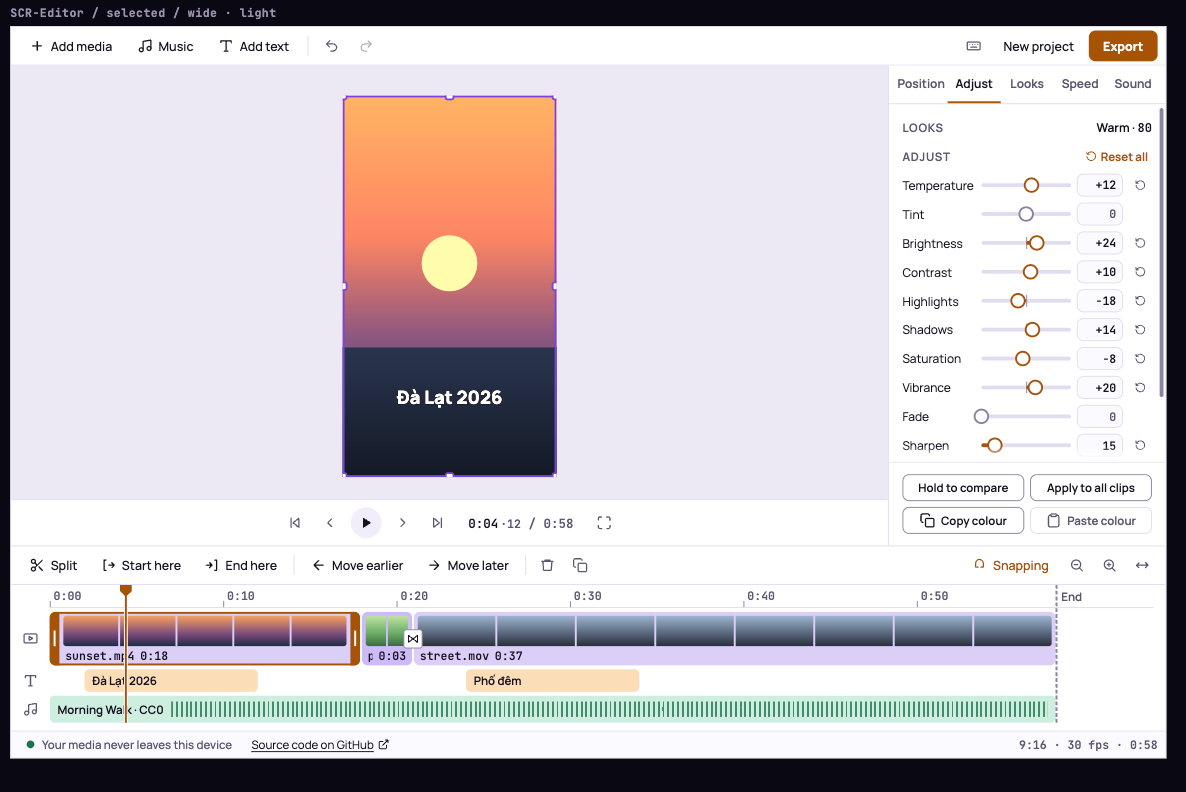 SCR-Editor / selected / wide · light
Add media Music Add text New project Export
Position Adjust Looks Speed Sound
LOOKS Warm · 80
ADJUST Reset all
Temperature +12
Tint 0
Brightness +24
Contrast +10
Highlights -18
Shadows +14
Saturation -8
Vibrance +20
Fade 0
Sharpen 15
Đà Lạt 2026
Hold to compare Apply to all clips
Copy colour Paste colour
0:04·12 / 0:58
Split Start here End here Move earlier Move later Snapping
0:00 0:10 0:20 0:30 0:40 0:50 End
sunset.mp4 0:18 p 0:03 street.mov 0:37
Đà Lạt 2026 Phố đêm
Morning Walk · CC0
Your media never leaves this device Source code on GitHub 9:16 · 30 fps · 0:58